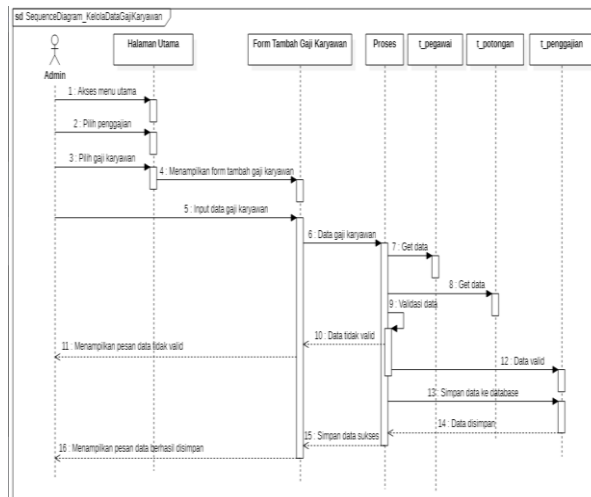 sd SequenceDiagram_KelolaDataGajiKaryawan
Admin
Halaman Utama
Form Tambah Gaji Karyawan
Proses
t_pegawai
t_potongan
t_penggajian
1 : Akses menu utama
2 : Pilih penggajian
3 : Pilih gaji karyawan
4 : Menampilkan form tambah gaji karyawan
5 : Input data gaji karyawan
6 : Data gaji karyawan
7 : Get data
8 : Get data
9 : Validasi data
10 : Data tidak valid
11 : Menampilkan pesan data tidak valid
12 : Data valid
13 : Simpan data ke database
14 : Data disimpan
15 : Simpan data sukses
16 : Menampilkan pesan data berhasil disimpan